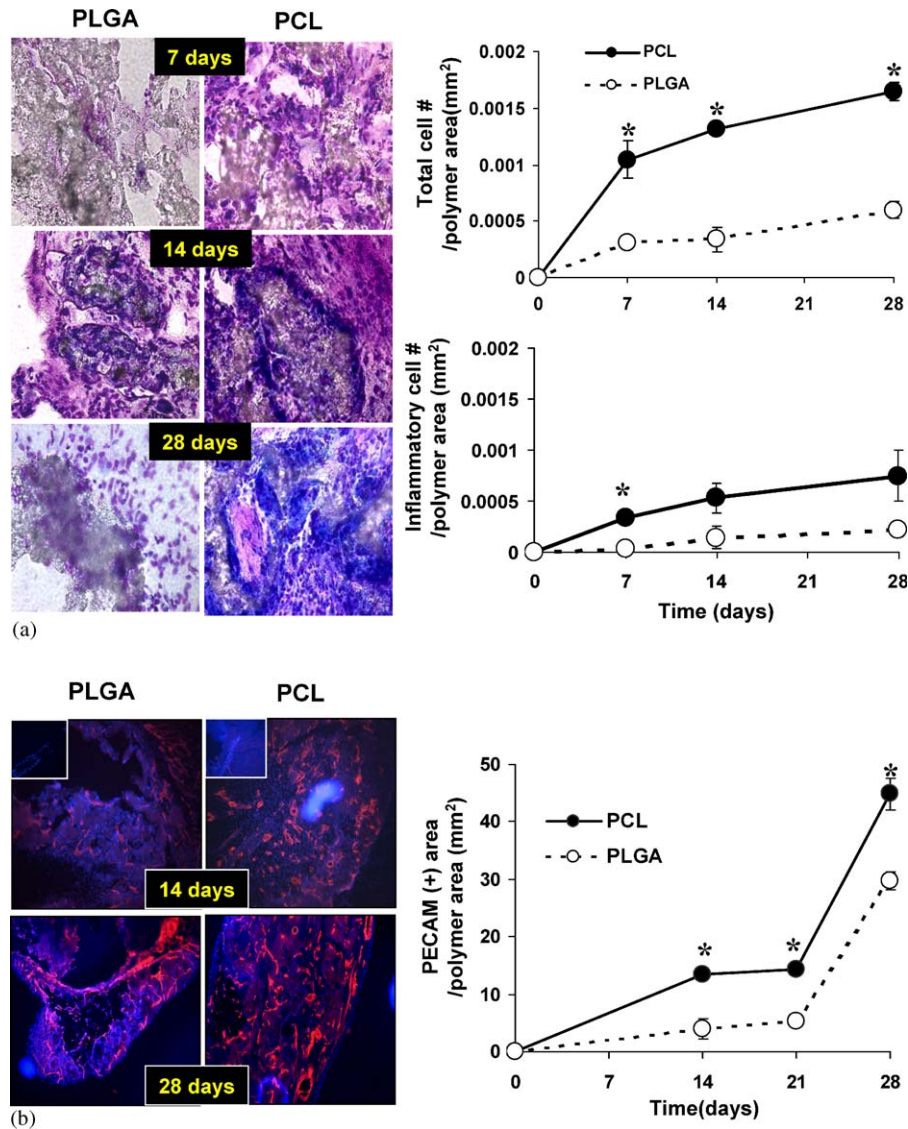 PLGA PCL
7 days
14 days
28 days
(a)
Total cell #
/polymer area(mm²)
0.002
0.0015
0.001
0.0005
0
PCL
PLGA
* * *
0 7 14 21 28
Inflammatory cell #
/polymer area (mm²)
0.002
0.0015
0.001
0.0005
0
*
0 7 14 21 28
Time (days)
PLGA PCL
14 days
28 days
(b)
PECAM (+) area
/polymer area (mm²)
50
40
30
20
10
0
PCL
PLGA
* * *
0 7 14 21 28
Time(days)